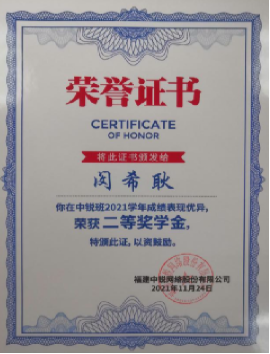 荣誉证书
CERTIFICATE
OF HONOR
将此证书颁发给
闵希耿
你在中锐班2021学年成绩表现优异,
荣获 二等奖学金,
特颁此证,以资鼓励。
福建中锐网络股份有限公司
2021年11月24日